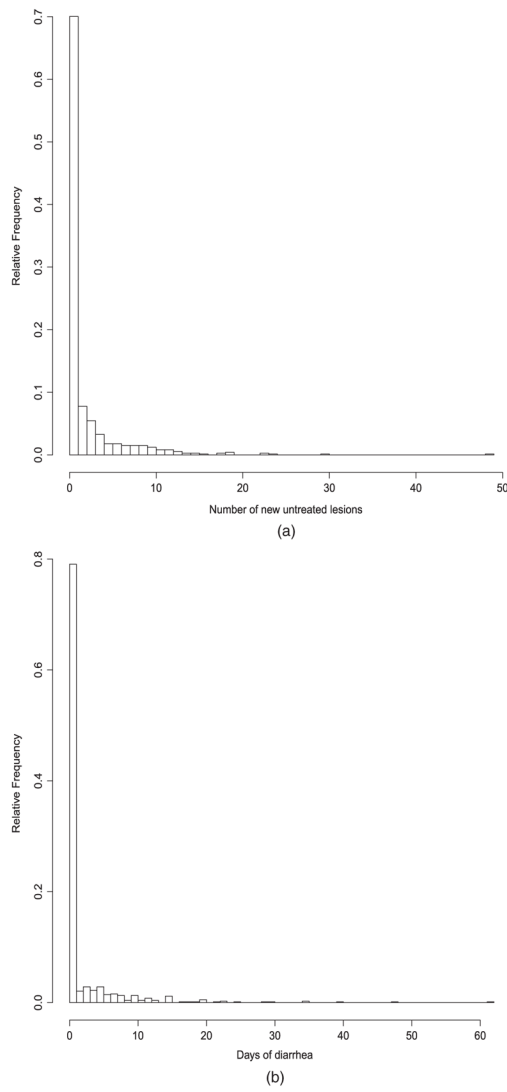 0.7
0.6
0.5
0.4
0.3
0.2
0.1
0.0
Relative Frequency
0 10 20 30 40 50
Number of new untreated lesions
(a)
0.8
0.6
0.4
0.2
0.0
Relative Frequency
0 10 20 30 40 50 60
Days of diarrhea
(b)